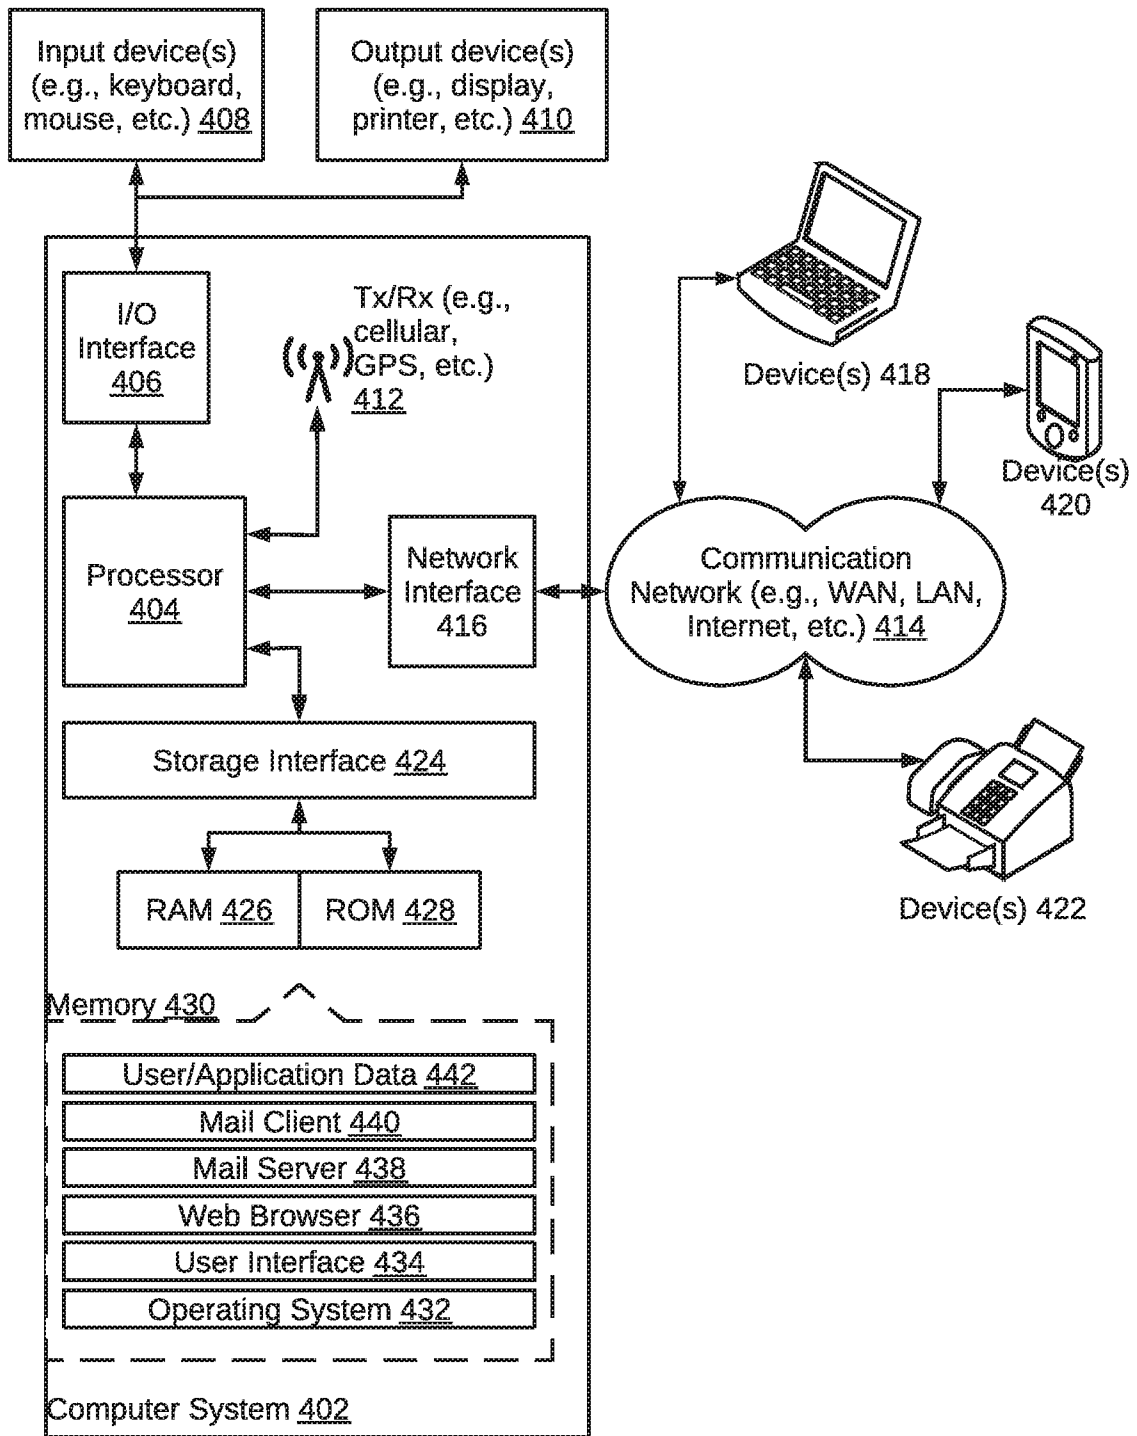 Input device(s)
(e.g., keyboard,
mouse, etc.) 408
Output device(s)
(e.g., display,
printer, etc.) 410
I/O
Interface
406
Tx/Rx (e.g.,
cellular,
GPS, etc.)
412
Device(s) 418
Device(s)
420
Processor
404
Network
Interface
416
Communication
Network (e.g., WAN, LAN,
Internet, etc.) 414
Storage Interface 424
Device(s) 422
RAM 426
ROM 428
Memory 430
User/Application Data 442
Mail Client 440
Mail Server 438
Web Browser 436
User Interface 434
Operating System 432
Computer System 402